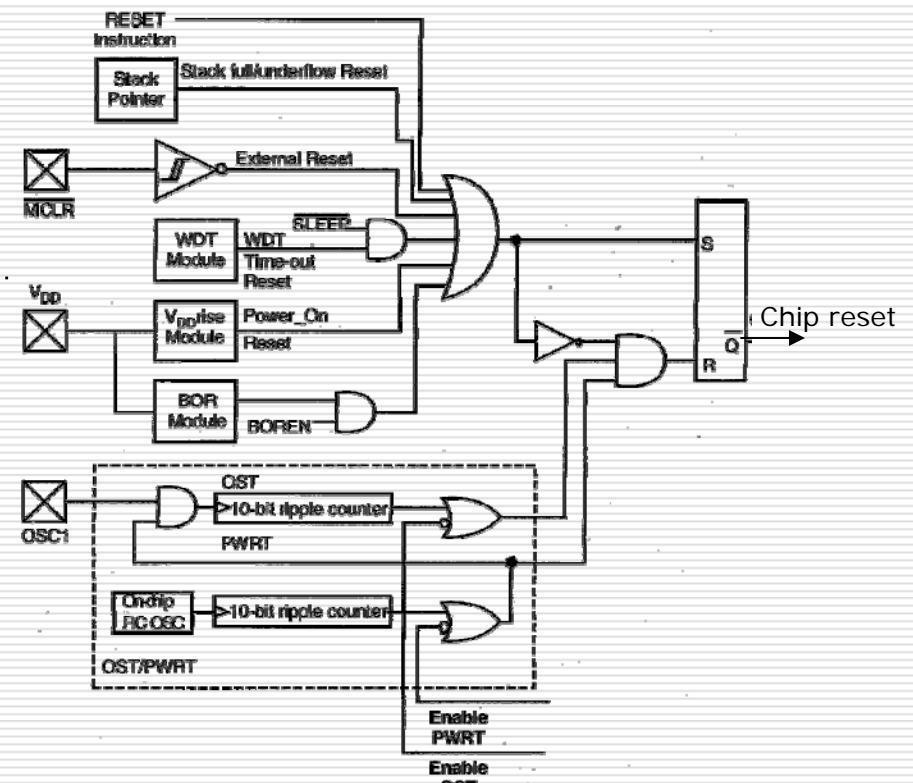 RESET
Instruction
Stack
Pointer
Stack full/underflow Reset
External Reset
MCLR
SLEEP
WDT
Module
WDT
Time-out
Reset
S
VDD
VDDrise
Module
Power_On
Reset
Chip reset
Q
R
BOR
Module
BOREN
OSC1
OST
10-bit ripple counter
PWRT
On-chip
RC OSC
10-bit ripple counter
OST/PWRT
Enable
PWRT
Enable